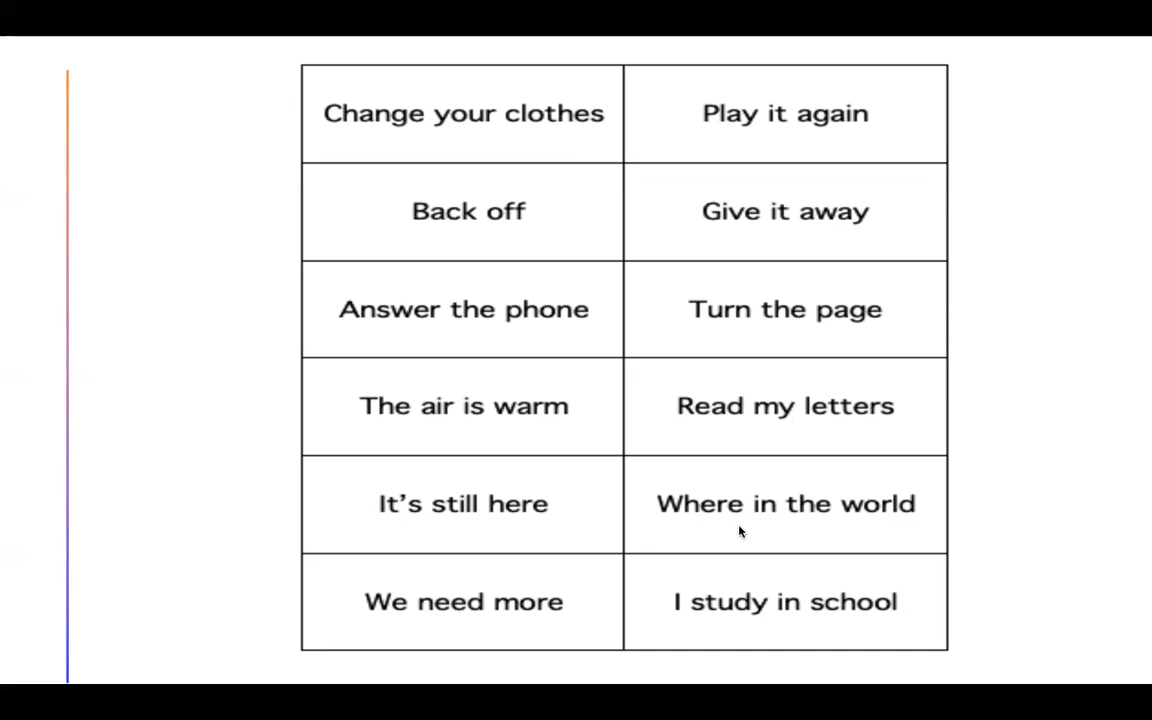 Change your clothes
Play it again
Back off
Give it away
Answer the phone
Turn the page
The air is warm
Read my letters
It’s still here
Where in the world
We need more
I study in school